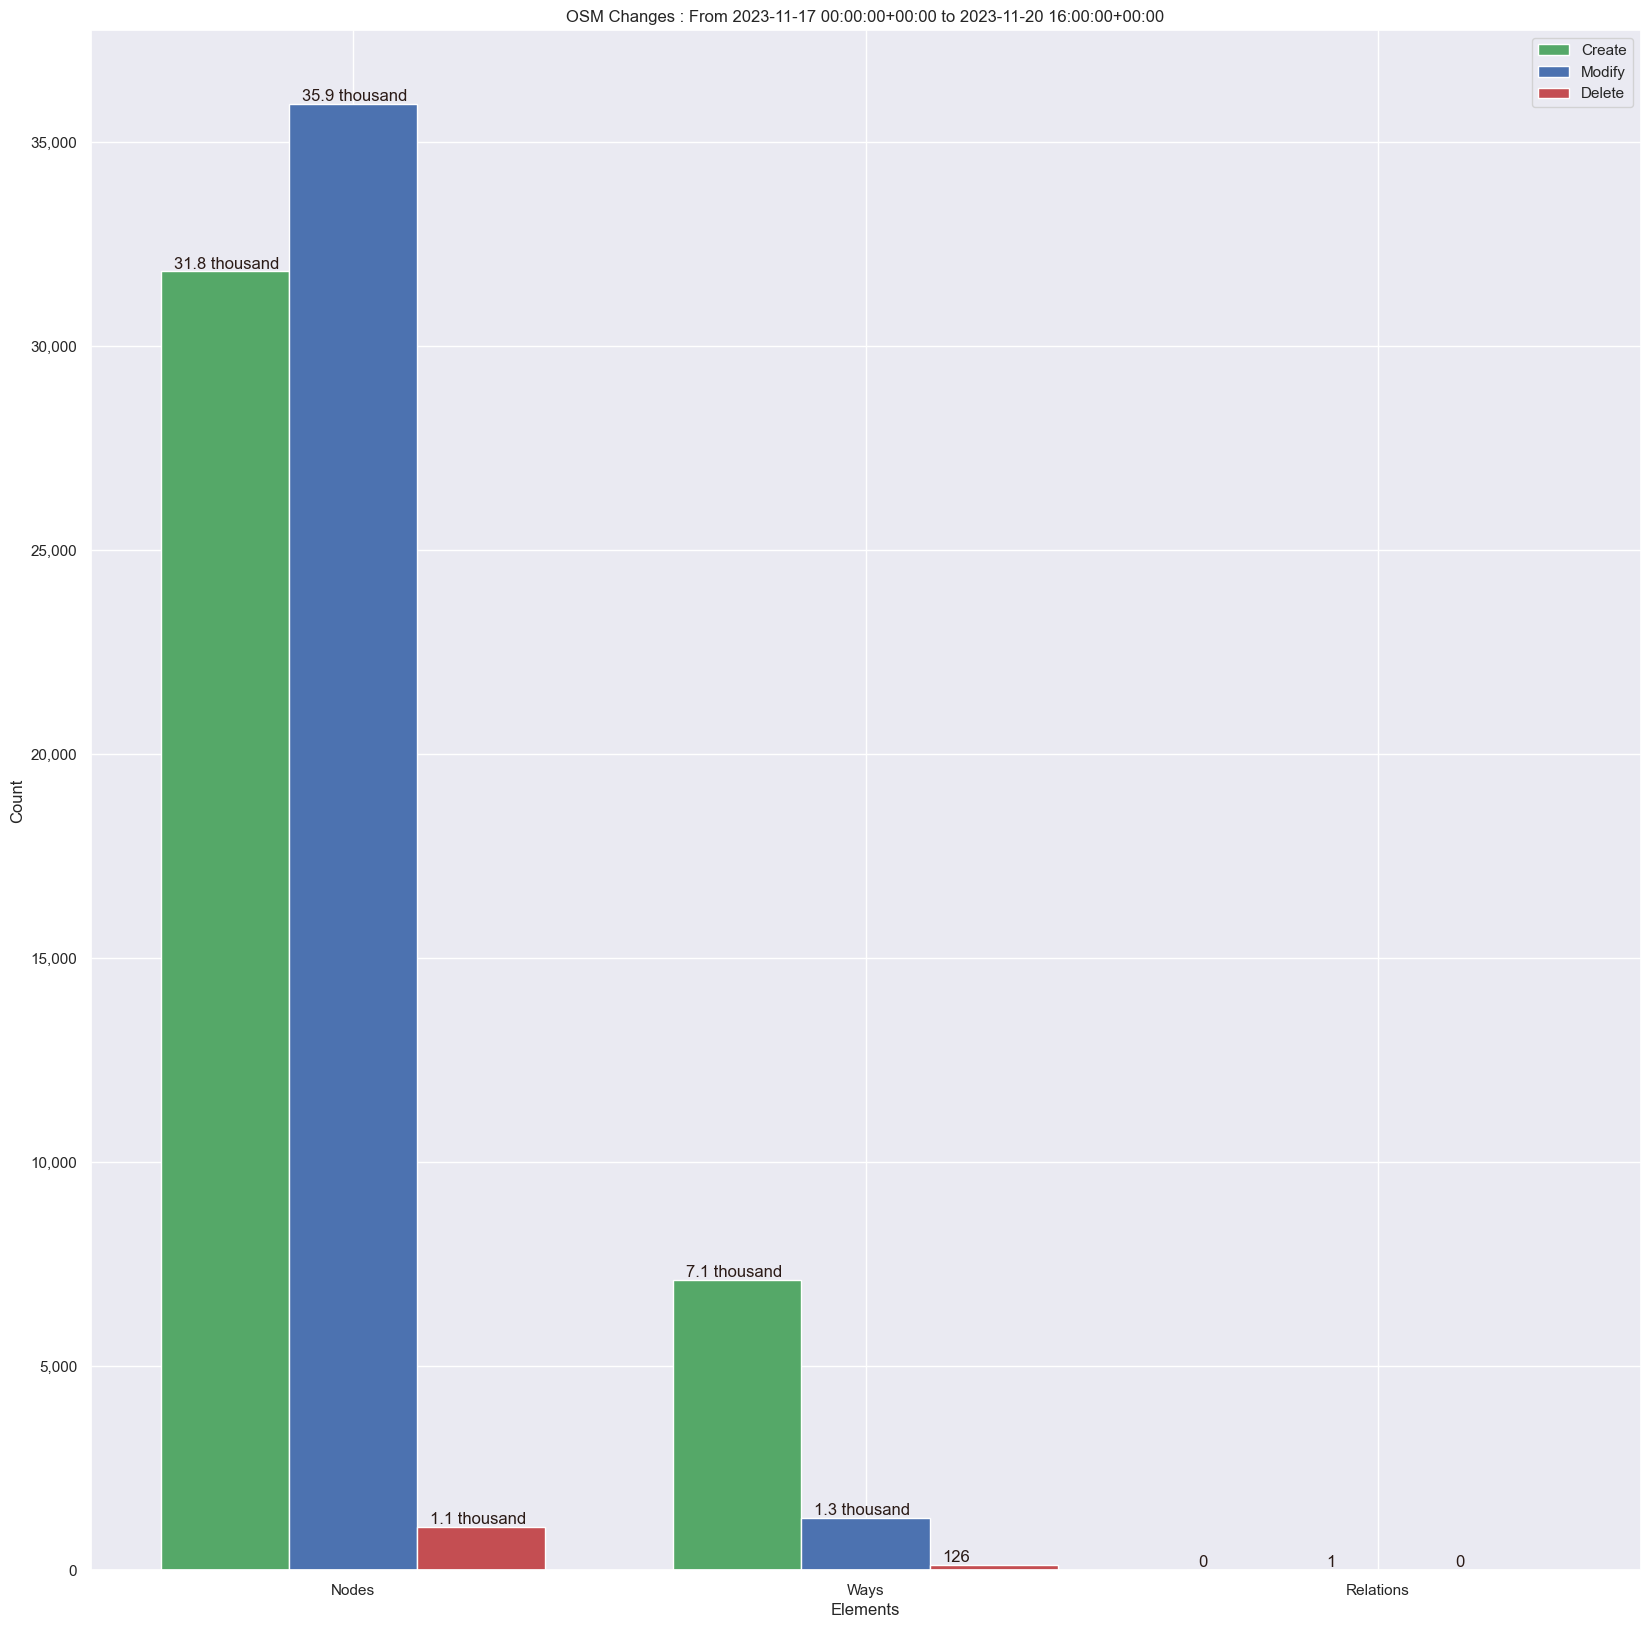 OSM Changes : From 2023-11-17 00:00:00+00:00 to 2023-11-20 16:00:00+00:00
Create
Modify
Delete
35.9 thousand
35,000
31.8 thousand
30,000
25,000
20,000
Count
15,000
10,000
7.1 thousand
5,000
1.3 thousand
1.1 thousand
126
0 1 0
0
Nodes Ways Relations
Elements